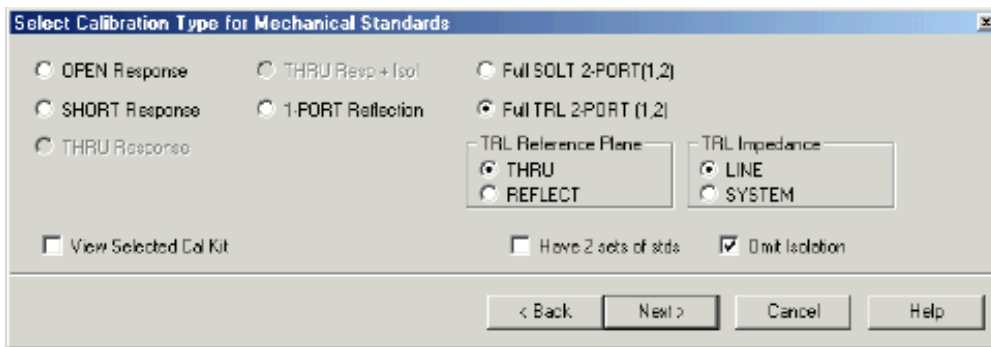 Select Calibration Type for Mechanical Standards
OPEN Response
THRU Resp + Isol
Full SOLT 2-PORT(1,2)
SHORT Response
1-PORT Reflection
Full TRL 2-PORT (1,2)
THRU Response
TRL Reference Plane
THRU
REFLECT
TRL Impedance
LINE
SYSTEM
View Selected Cal Kit
Have 2 sets of stds
Omit Isolation
< Back
Next >
Cancel
Help